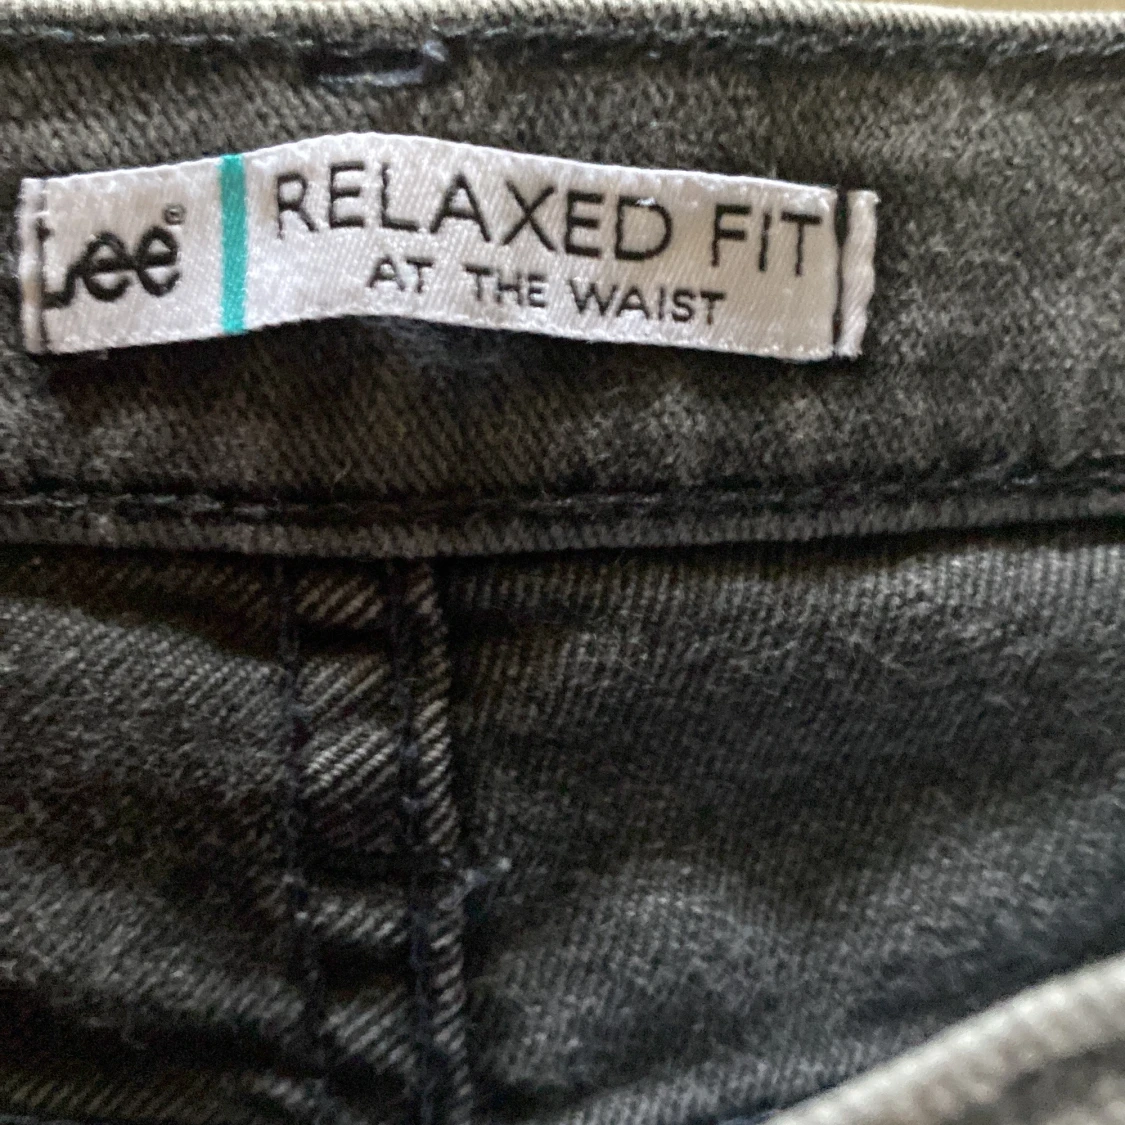 Lee®
RELAXED FIT
AT THE WAIST